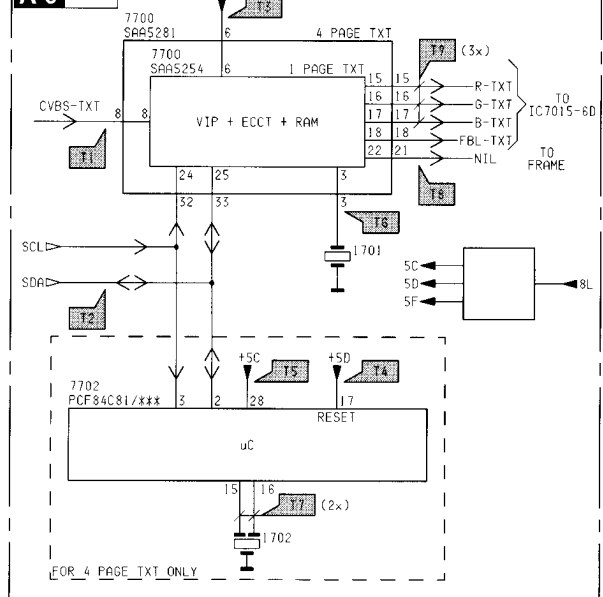 T3
7700
SAA5281 6 4 PAGE TXT
7700
SAA5254 6 1 PAGE TXT
T9 (3x)
15 15 R-TXT
16 16 G-TXT
17 17 B-TXT
18 18 FBL-TXT
22 21 NIL
TO
IC7015-6D
TO
FRAME
CVBS-TXT 8 8
VIP + ECCT + RAM
T1
T8
24 25 3
32 33 3
T6
1701
SCL
SDA
T2
5C
5D
5F
8L
+5C T5 +5D T4
7702
PCF84C81/*** 3 2 28 17
RESET
uC
15 16
T7 (2x)
1702
FOR 4 PAGE TXT ONLY